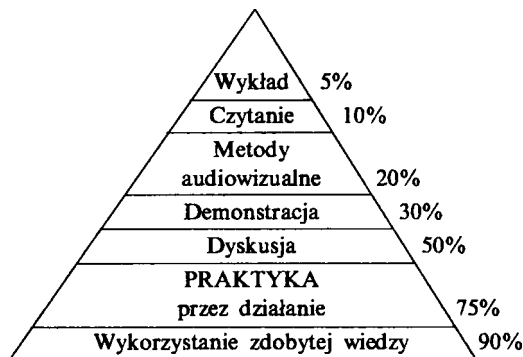 Wykład 5%
Czytanie 10%
Metody
audiowizualne 20%
Demonstracja 30%
Dyskusja 50%
PRAKTYKA
przez działanie 75%
Wykorzystanie zdobytej wiedzy 90%